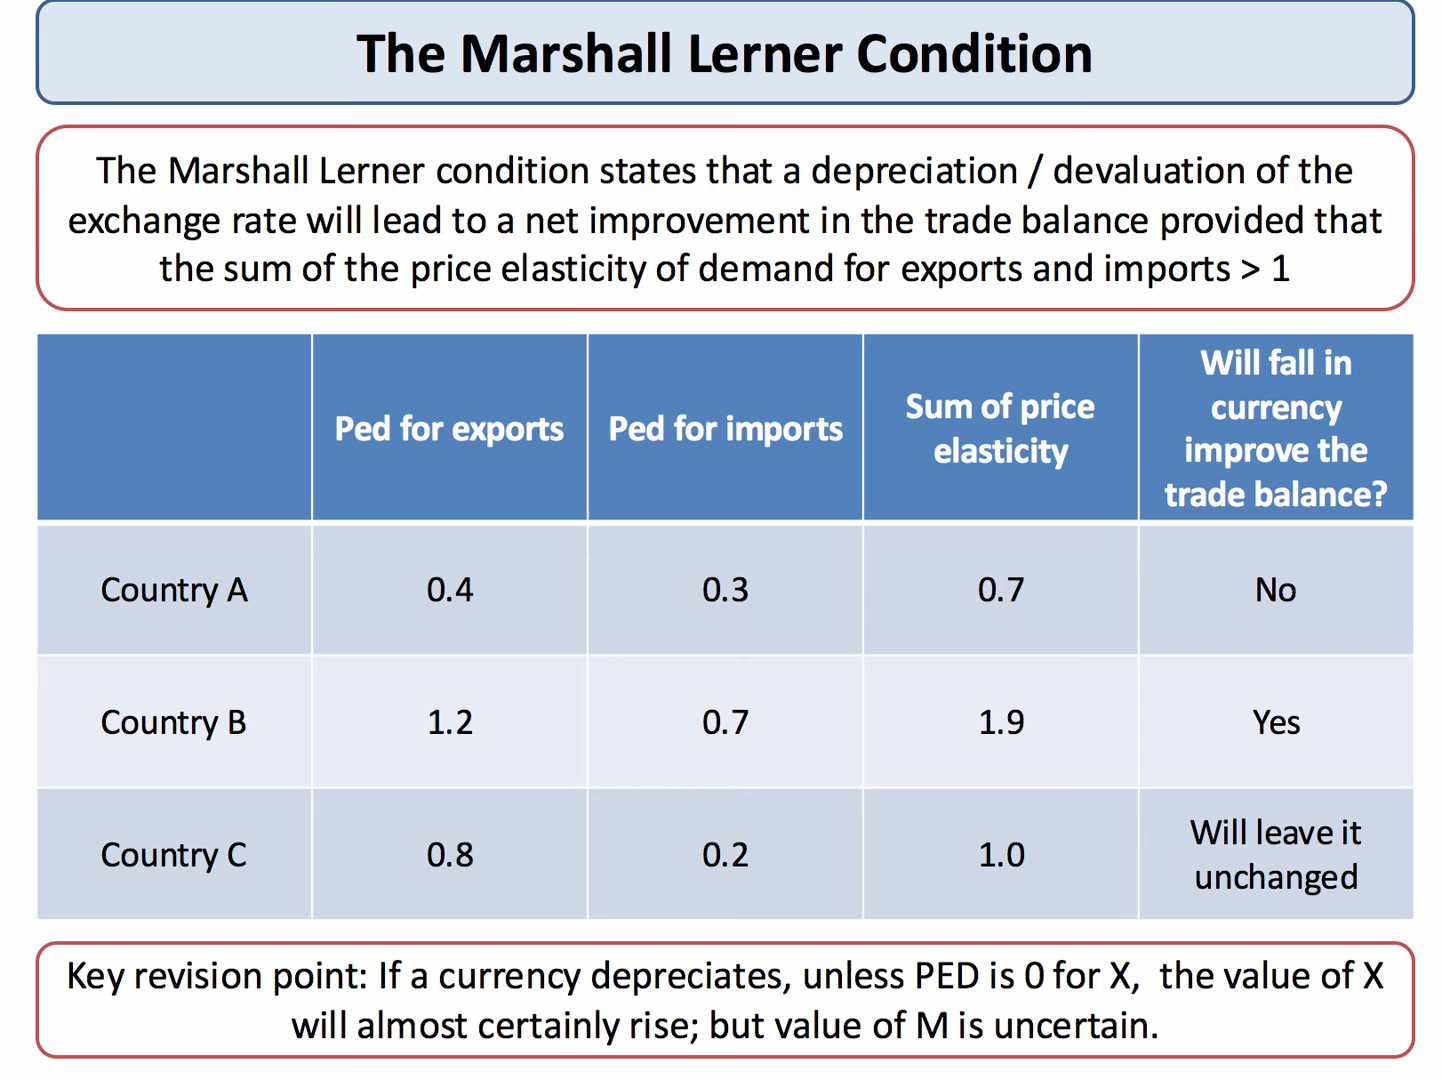 The Marshall Lerner Condition
The Marshall Lerner condition states that a depreciation / devaluation of the
exchange rate will lead to a net improvement in the trade balance provided that
the sum of the price elasticity of demand for exports and imports > 1
Ped for exports
Ped for imports
Sum of price
elasticity
Will fall in
currency
improve the
trade balance?
Country A
0.4
0.3
0.7
No
Country B
1.2
0.7
1.9
Yes
Country C
0.8
0.2
1.0
Will leave it
unchanged
Key revision point: If a currency depreciates, unless PED is 0 for X,  the value of X
will almost certainly rise; but value of M is uncertain.